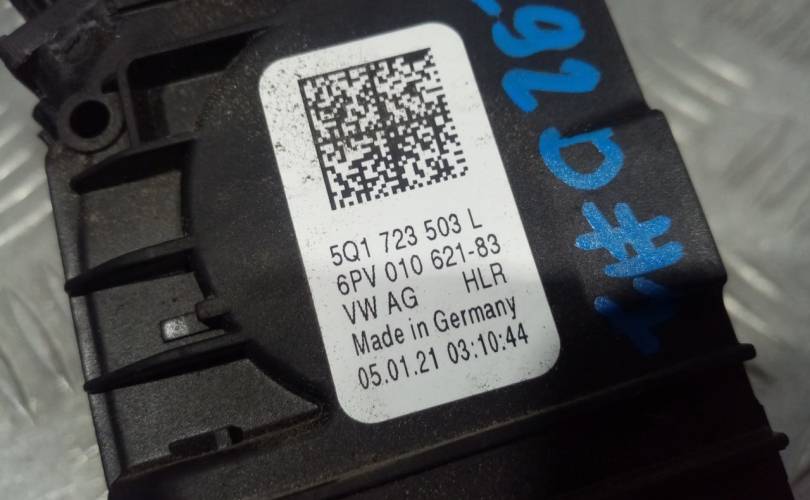 5Q1 723 503 L
6PV 010 621-83
VW AG HLR
Made in Germany
05.01.21 03:10:44